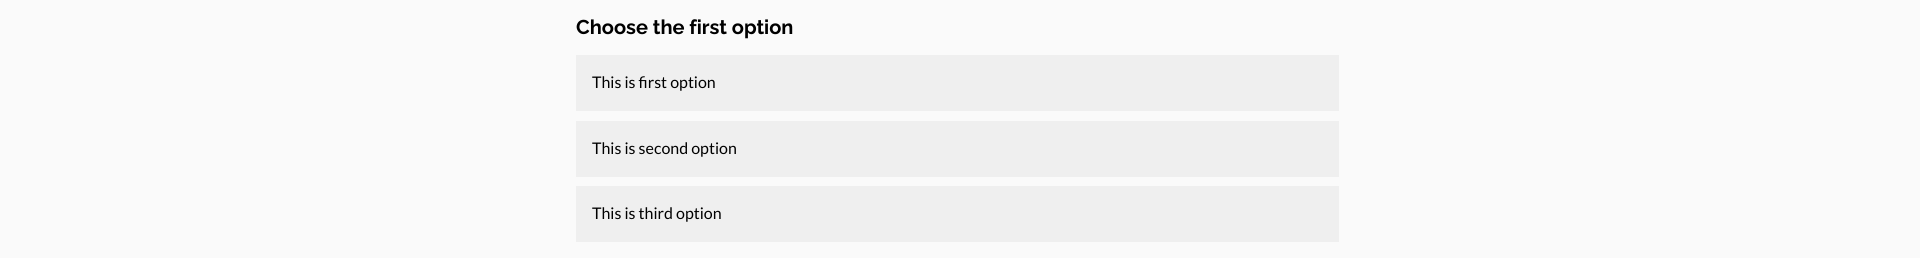 Choose the first option
This is first option
This is second option
This is third option